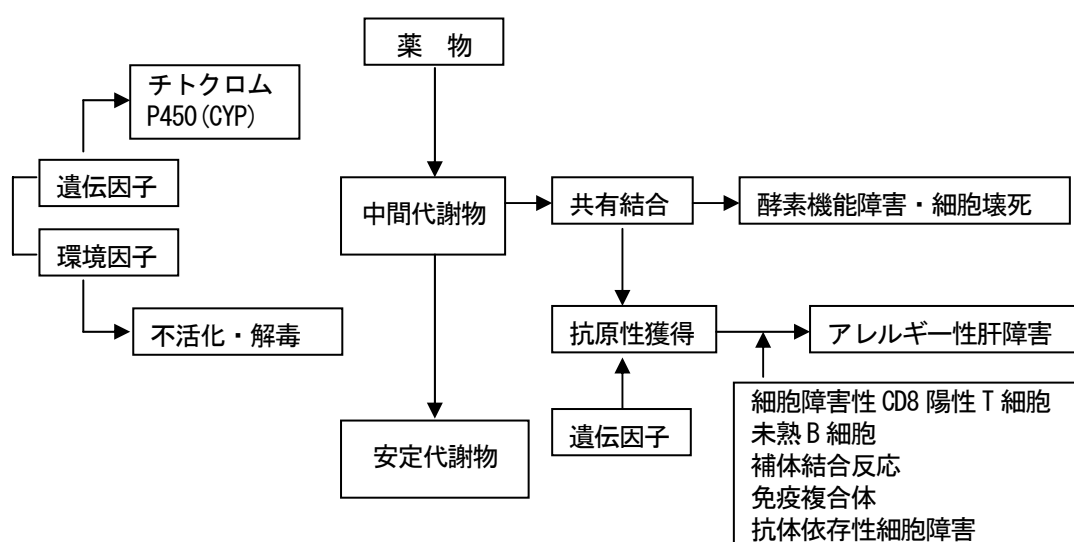 薬　物
チトクロム
P450(CYP)
遺伝因子
中間代謝物
共有結合
酵素機能障害・細胞壊死
環境因子
不活化・解毒
抗原性獲得
アレルギー性肝障害
安定代謝物
遺伝因子
細胞障害性 CD8 陽性 T 細胞
未熟 B 細胞
補体結合反応
免疫複合体
抗体依存性細胞障害